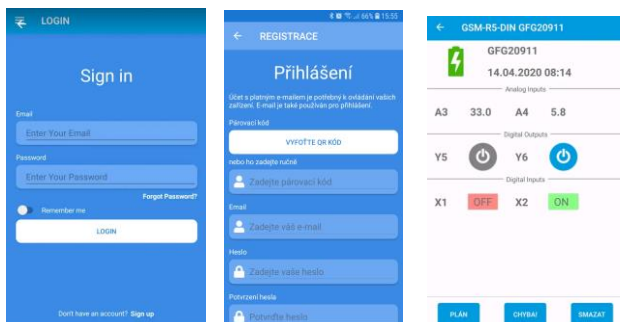 LOGIN
Sign in
Email
Enter Your Email
Password
Enter Your Password
Forgot Password?
Remember me
LOGIN
Don't have an account? Sign up
66% 15:55
REGISTRACE
Přihlášení
Účet s platným e-mailem je potřebný k ovládání vašich
zařízení. E-mail je také používán pro přihlášení.
Párovací kód
VYFOŤTE QR KÓD
nebo ho zadejte ručně
Zadejte párovací kód
Email
Zadejte váš e-mail
Heslo
Zadejte vaše heslo
Potvrzení hesla
Potvrďte heslo
GSM-R5-DIN GFG20911
GFG20911
14.04.2020 08:14
Analog Inputs
A3 33.0 A4 5.8
Digital Outputs
Y5 Y6
Digital Inputs
X1 OFF X2 ON
PLÁN CHYBA! SMAZAT